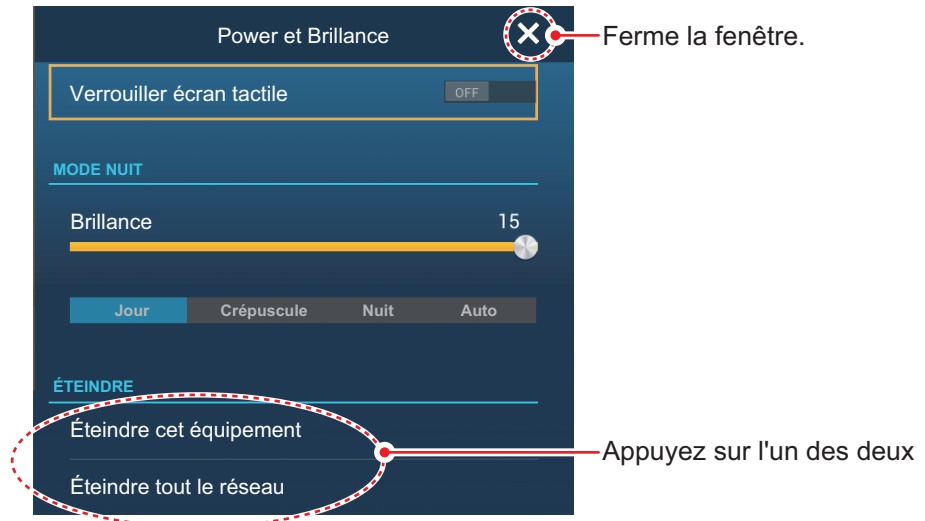 Power et Brillance
Ferme la fenêtre.
Verrouiller écran tactile OFF
MODE NUIT
Brillance 15
Jour Crépuscule Nuit Auto
ÉTEINDRE
Éteindre cet équipement
Appuyez sur l'un des deux
Éteindre tout le réseau